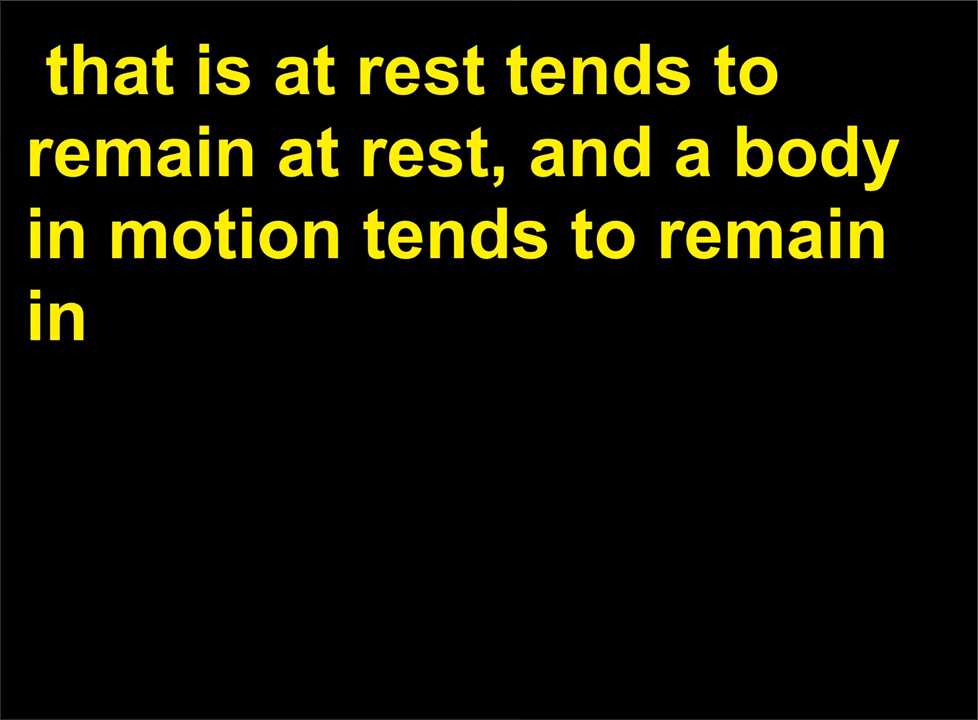 that is at rest tends to
remain at rest, and a body
in motion tends to remain
in